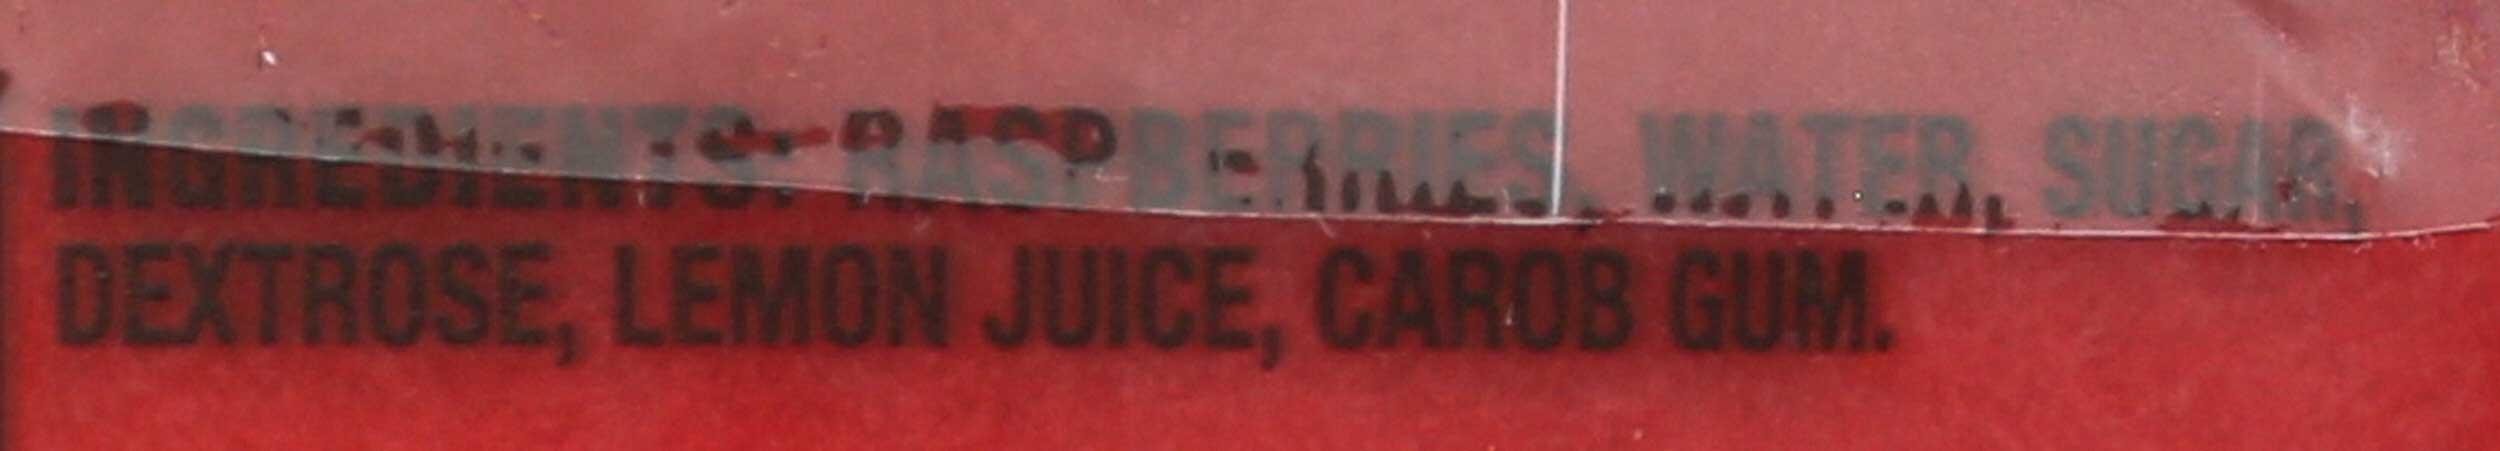 INGREDIENTS: RASPBERRIES, WATER, SUGAR,
DEXTROSE, LEMON JUICE, CAROB GUM.